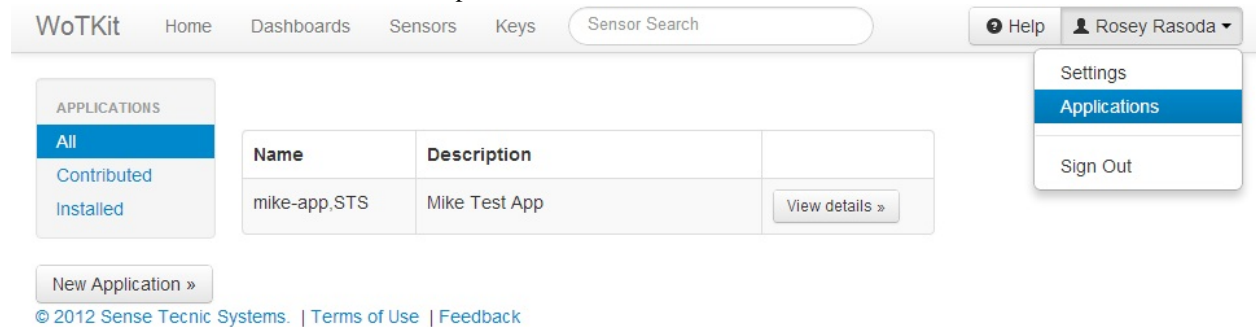 WoTKit Home Dashboards Sensors Keys Sensor Search Help Rosey Rasoda
Settings
Applications
Sign Out
APPLICATIONS
All
Contributed
Installed
Name Description
mike-app,STS Mike Test App View details »
New Application »
© 2012 Sense Tecnic Systems. | Terms of Use | Feedback